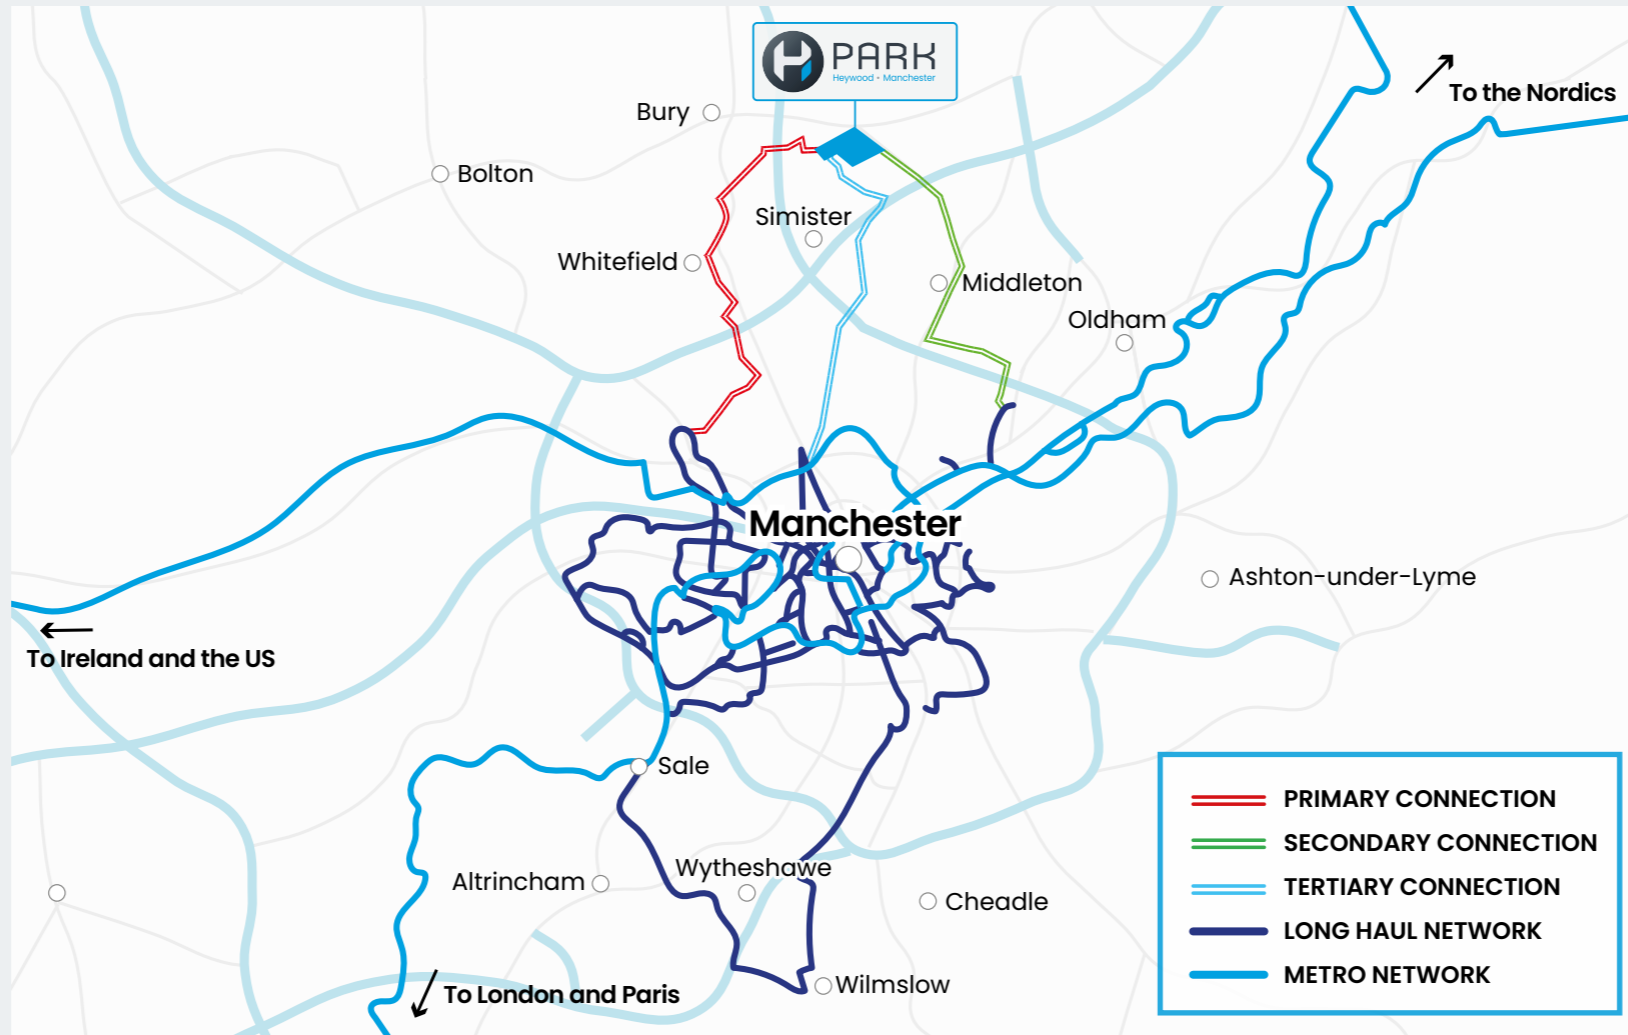 H PARK
Heywood • Manchester
To the Nordics
Bury
Bolton
Simister
Whitefield
Middleton
Oldham
Manchester
Ashton-under-Lyme
To Ireland and the US
Sale
Altrincham
Wytheshawe
Cheadle
Wilmslow
To London and Paris
PRIMARY CONNECTION
SECONDARY CONNECTION
TERTIARY CONNECTION
LONG HAUL NETWORK
METRO NETWORK